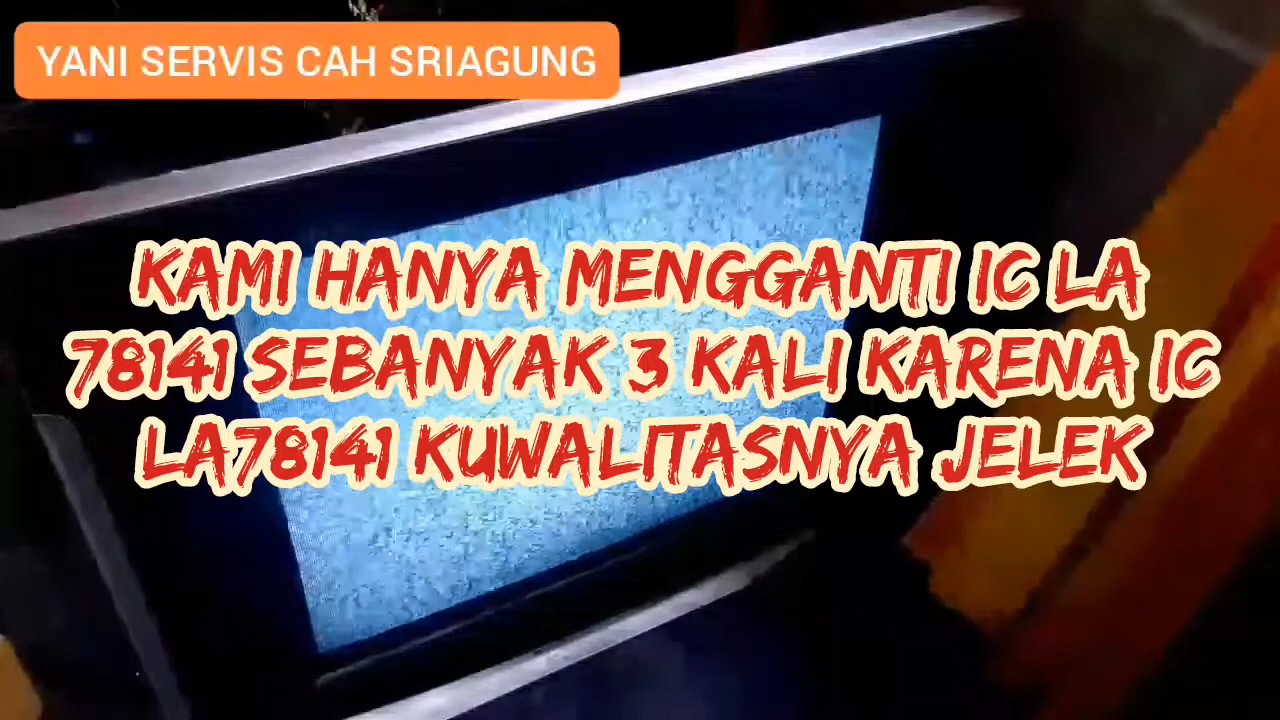 YANI SERVIS CAH SRIAGUNG
KAMI HANYA MENGGANTI IC LA
78141 SEBANYAK 3 KALI KARENA IC
LA78141 KUWALITASNYA JELEK